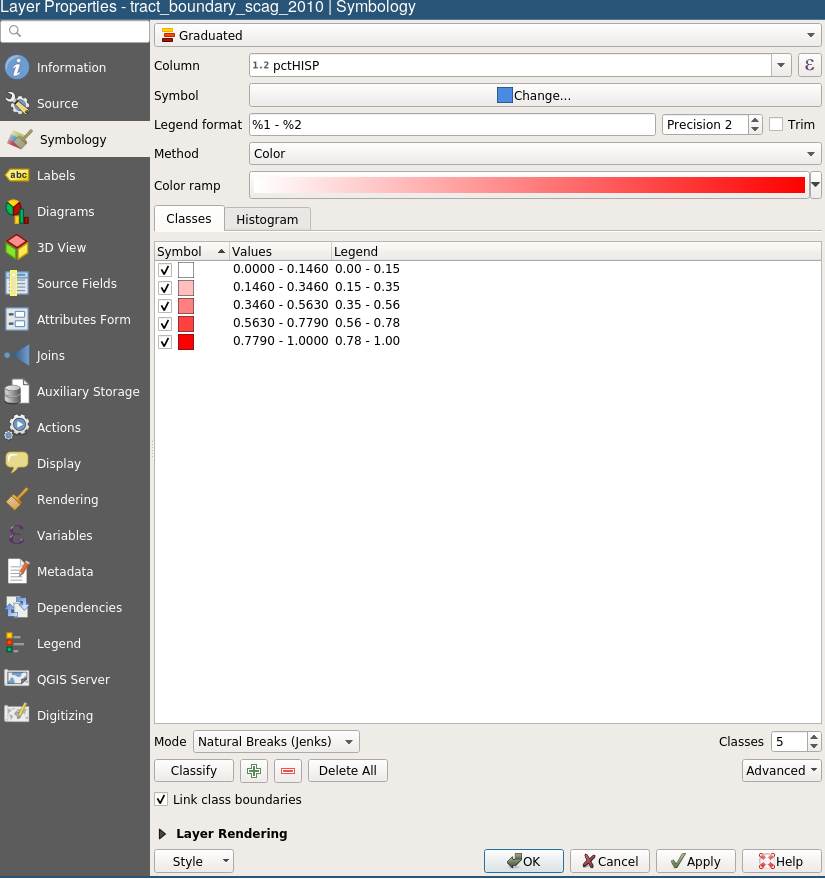 Layer Properties - tract_boundary_scag_2010 | Symbology
Information
Source
Symbology
abc Labels
Diagrams
3D View
Source Fields
Attributes Form
Joins
Auxiliary Storage
Actions
Display
Rendering
Variables
Metadata
Dependencies
Legend
QGIS Server
Digitizing
Graduated
Column 1.2 pctHISP ε
Symbol Change...
Legend format %1 - %2 Precision 2 Trim
Method Color
Color ramp
Classes Histogram
Symbol Values Legend
0.0000 - 0.1460 0.00 - 0.15
0.1460 - 0.3460 0.15 - 0.35
0.3460 - 0.5630 0.35 - 0.56
0.5630 - 0.7790 0.56 - 0.78
0.7790 - 1.0000 0.78 - 1.00
Mode Natural Breaks (Jenks) Classes 5
Classify Delete All Advanced
Link class boundaries
Layer Rendering
Style OK Cancel Apply Help